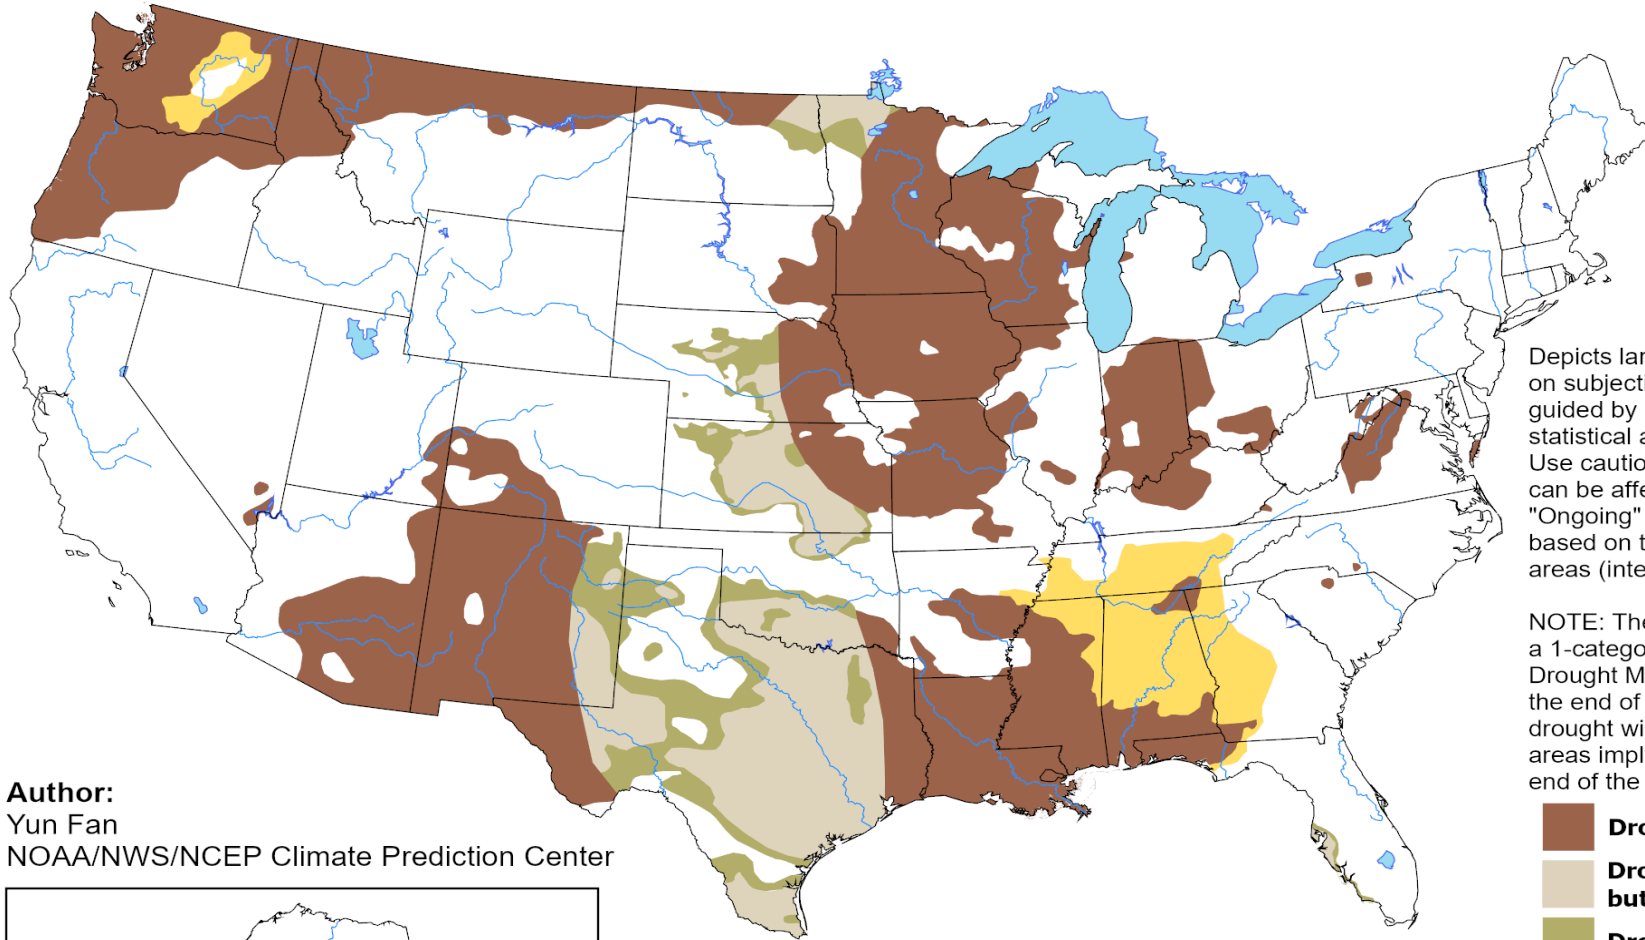 Depicts lar
on subjecti
guided by
statistical a
Use cautio
can be affe
"Ongoing"
based on t
areas (inte
NOTE: The
a 1-catego
Drought M
the end of
drought wi
areas impl
end of the
Author:
Yun Fan
NOAA/NWS/NCEP Climate Prediction Center
Dro
Dro
but
Dro